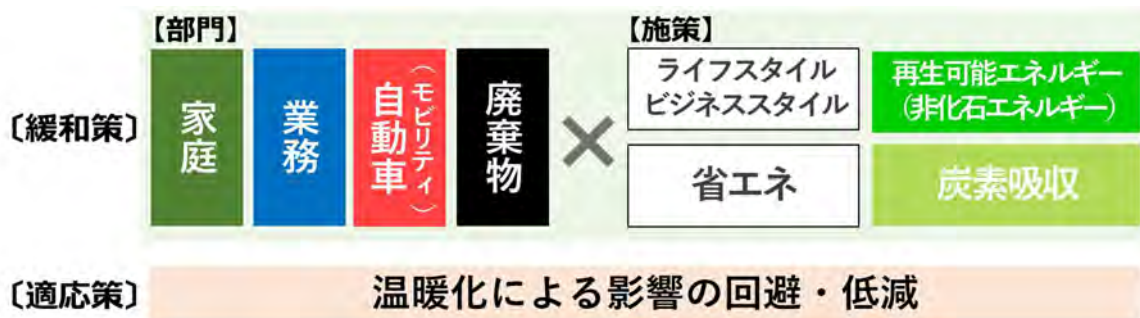 【部門】
【施策】
〔緩和策〕
家庭
業務
自動車
（モビリティ）
廃棄物
×
ライフスタイル
ビジネススタイル
再生可能エネルギー
（非化石エネルギー）
省エネ
炭素吸収
〔適応策〕
温暖化による影響の回避・低減